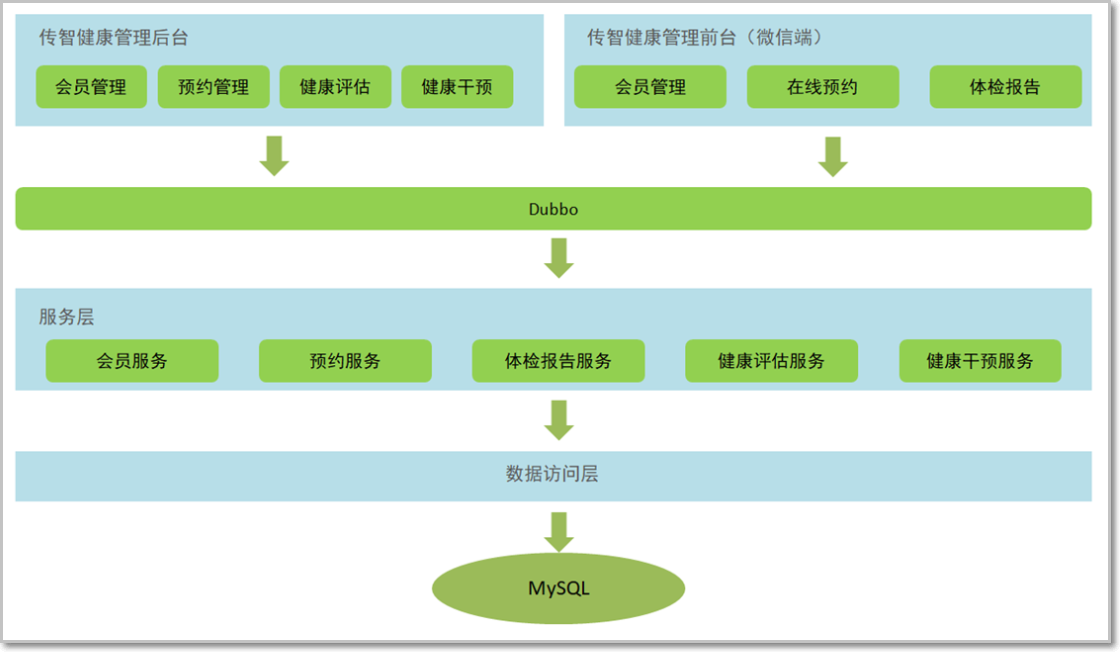 传智健康管理后台
会员管理 预约管理 健康评估 健康干预
传智健康管理前台（微信端）
会员管理 在线预约 体检报告
Dubbo
服务层
会员服务 预约服务 体检报告服务 健康评估服务 健康干预服务
数据访问层
MySQL